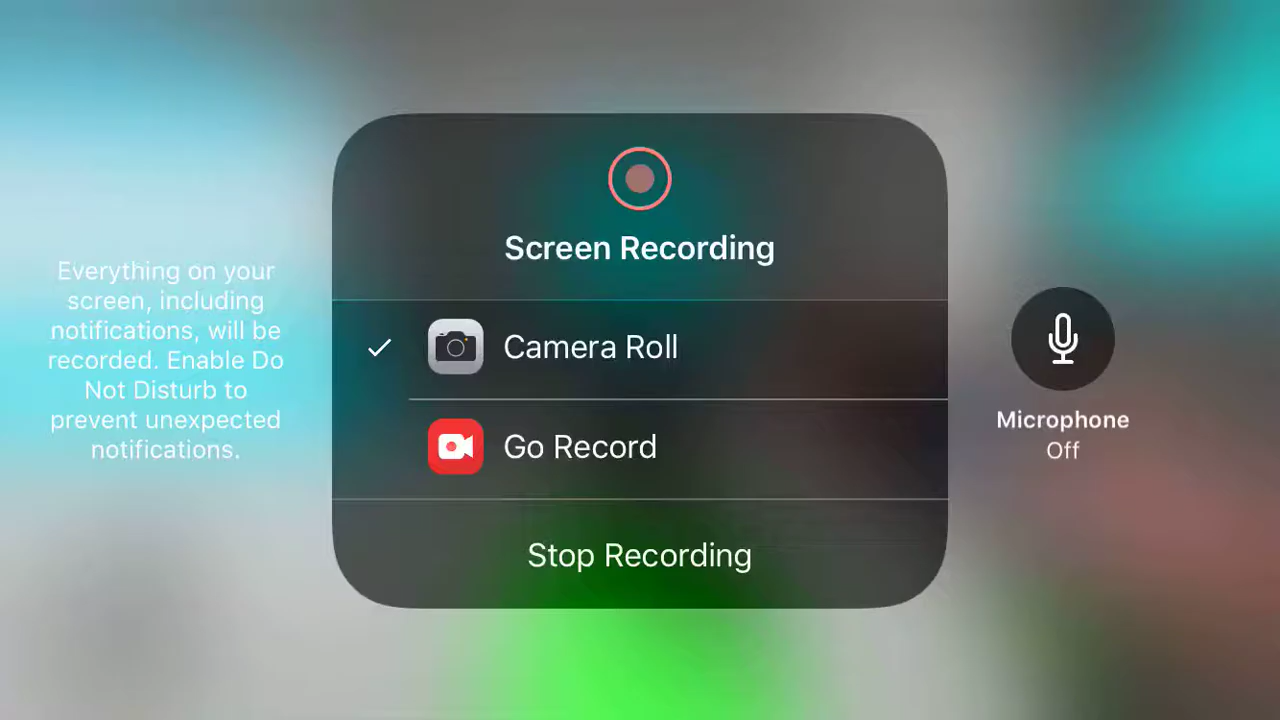 Everything on your
screen, including
notifications, will be
recorded. Enable Do
Not Disturb to
prevent unexpected
notifications.
Screen Recording
Camera Roll
Go Record
Stop Recording
Microphone
Off